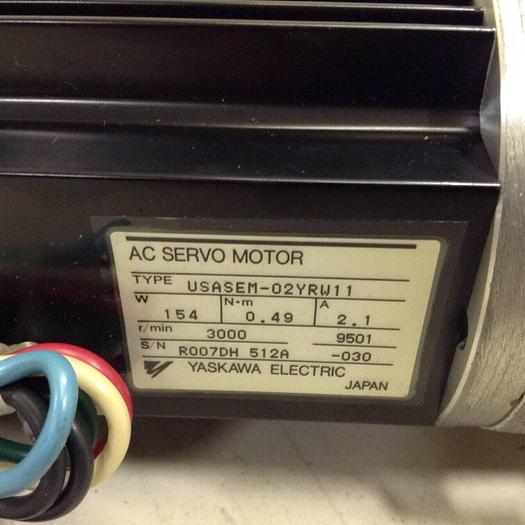 AC SERVO MOTOR
TYPE USASEM-02YRW11
W 154 N·m 0.49 A 2.1
r/min 3000 9501
S/N R007DH 512A -030
YASKAWA ELECTRIC
JAPAN